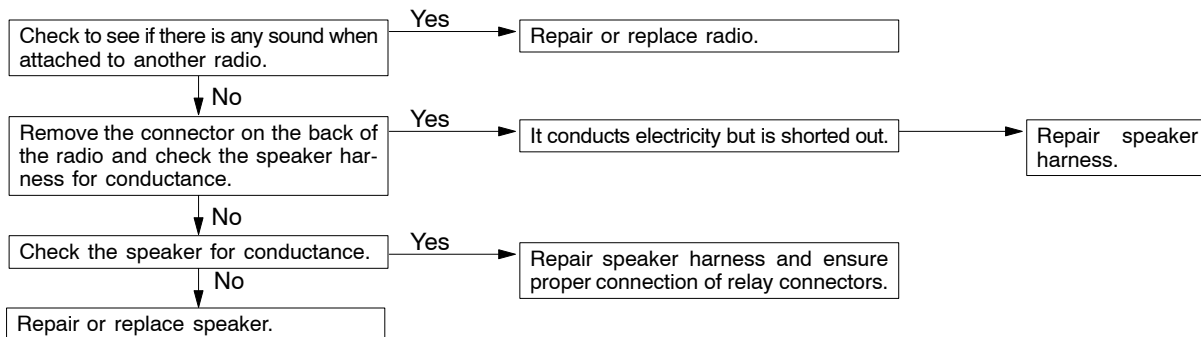 Check to see if there is any sound when
attached to another radio.
Yes
Repair or replace radio.
No
Remove the connector on the back of
the radio and check the speaker har-
ness for conductance.
Yes
It conducts electricity but is shorted out.
Repair speaker
harness.
No
Check the speaker for conductance.
Yes
Repair speaker harness and ensure
proper connection of relay connectors.
No
Repair or replace speaker.